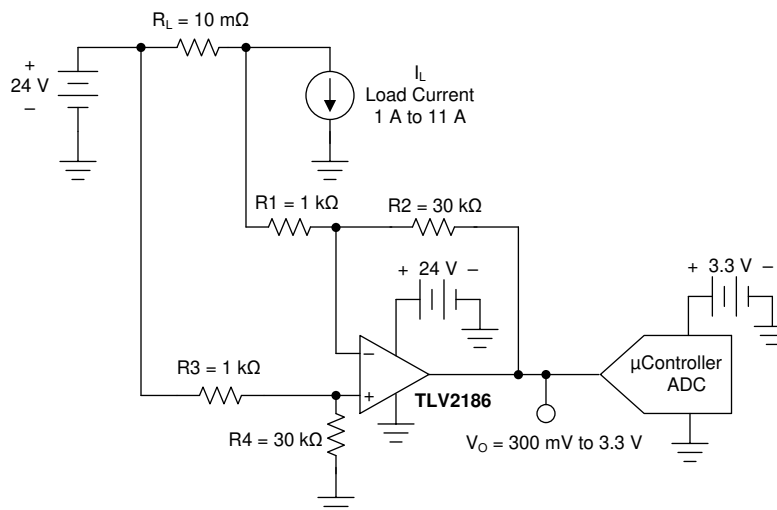 R_L = 10 mΩ
+
24 V
–
I_L
Load Current
1 A to 11 A
R1 = 1 kΩ
R2 = 30 kΩ
+ 24 V –
+ 3.3 V –
R3 = 1 kΩ
–
+
TLV2186
µController
ADC
R4 = 30 kΩ
V_O = 300 mV to 3.3 V